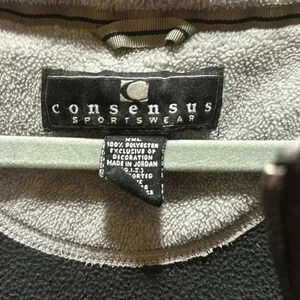 consensus
SPORTSWEAR
XXL
100% POLYESTER
EXCLUSIVE OF
DECORATION
MADE IN JORDAN